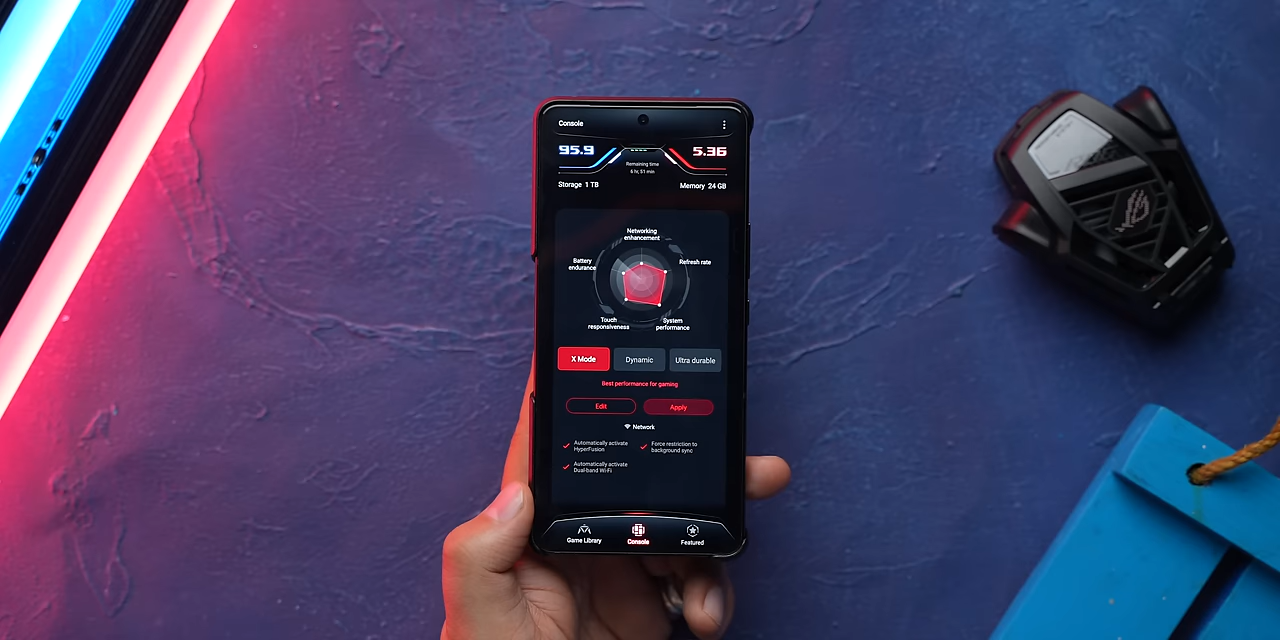 Console
95.9
5.36
Remaining time
6 hr, 51 min
Storage 1 TB
Memory 24 GB
Networking
enhancement
Battery
endurance
Refresh rate
Touch
responsiveness
System
performance
X Mode
Dynamic
Ultra durable
Best performance for gaming
Edit
Apply
Network
Automatically activate
HyperFusion
Force restriction to
background sync
Automatically activate
Dual-band Wi-Fi
Game Library
Console
Featured